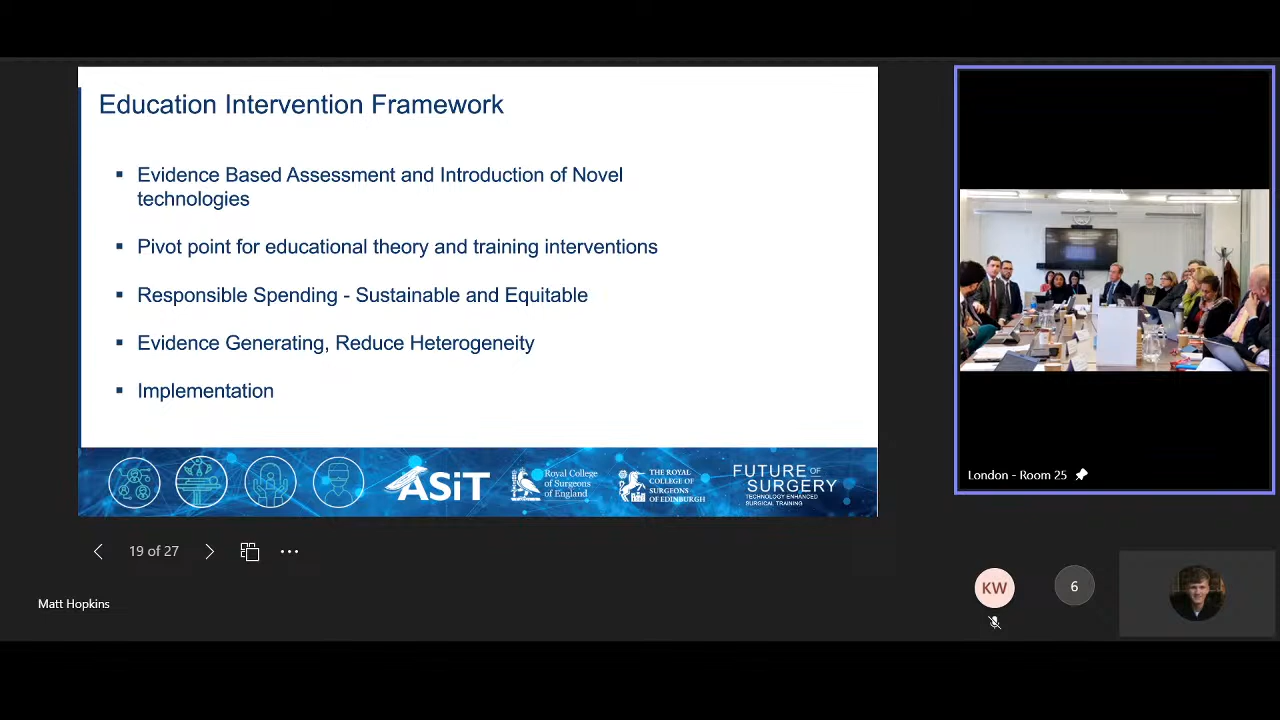 Education Intervention Framework
▪ Evidence Based Assessment and Introduction of Novel
technologies
▪ Pivot point for educational theory and training interventions
▪ Responsible Spending - Sustainable and Equitable
▪ Evidence Generating, Reduce Heterogeneity
▪ Implementation
ASiT
Royal College
of Surgeons
of England
THE ROYAL
COLLEGE OF
SURGEONS
OF EDINBURGH
FUTURE OF
SURGERY
TECHNOLOGY ENHANCED
SURGICAL TRAINING
London - Room 25
19 of 27
KW
6
Matt Hopkins